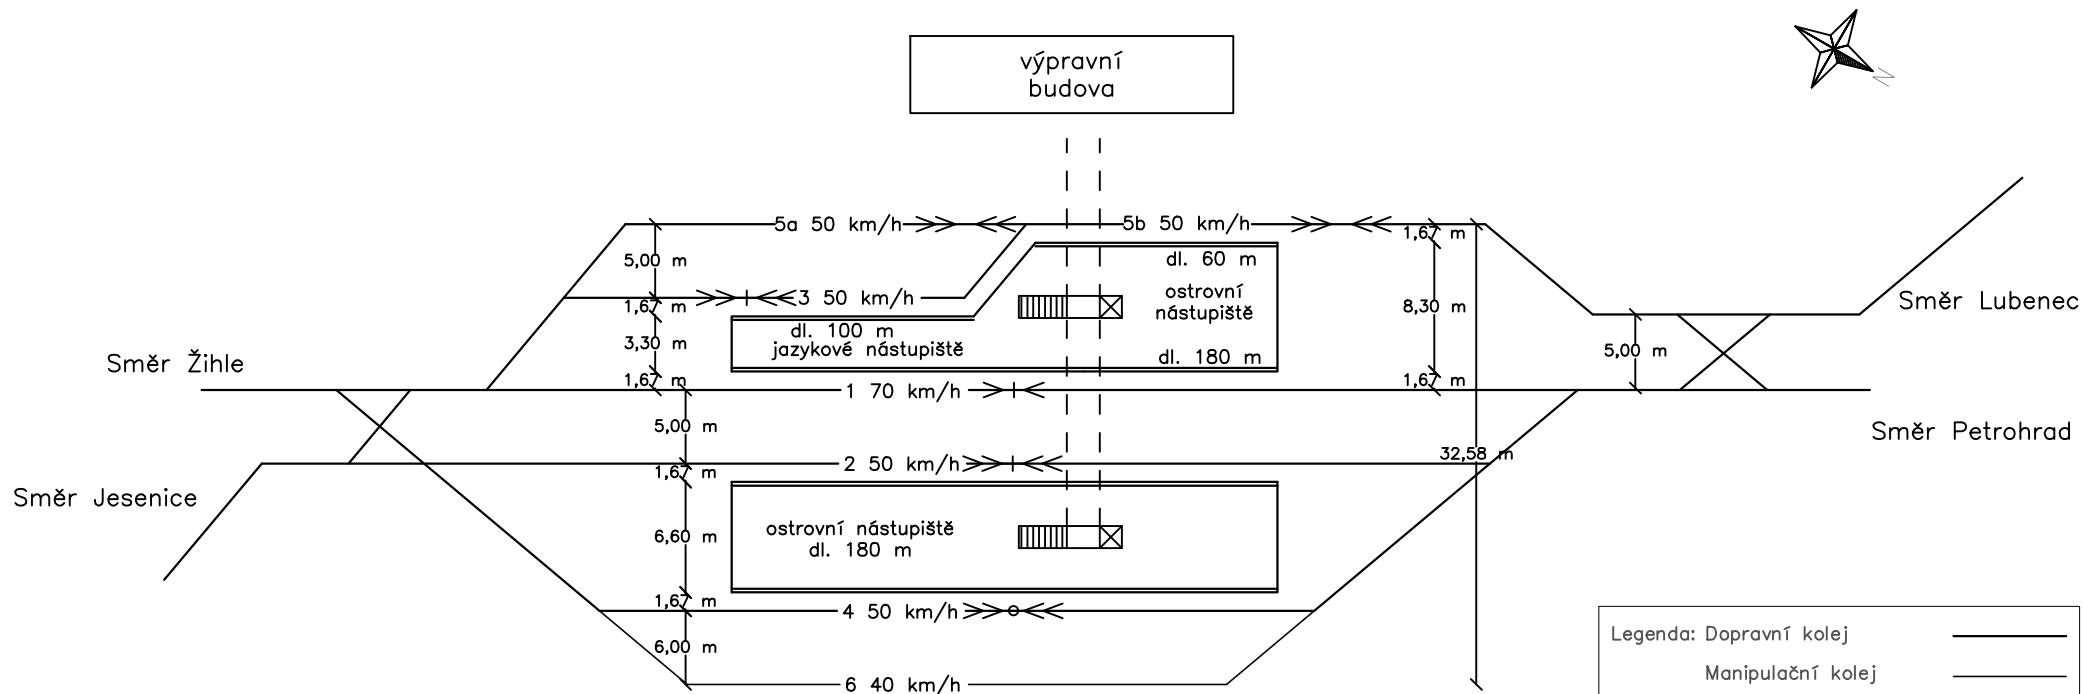 výpravní
budova
N
5a 50 km/h
5b 50 km/h
1,67 m
5,00 m
dl. 60 m
3 50 km/h
ostrovní
nástupiště
1,67 m
8,30 m
Směr Lubenec
dl. 100 m
jazykové nástupiště
3,30 m
dl. 180 m
5,00 m
Směr Žihle
1,67 m
1 70 km/h
1,67 m
5,00 m
Směr Petrohrad
2 50 km/h
32,58 m
1,67 m
Směr Jesenice
ostrovní nástupiště
dl. 180 m
6,60 m
1,67 m
4 50 km/h
6,00 m
6 40 km/h
Legenda: Dopravní kolej
Manipulační kolej